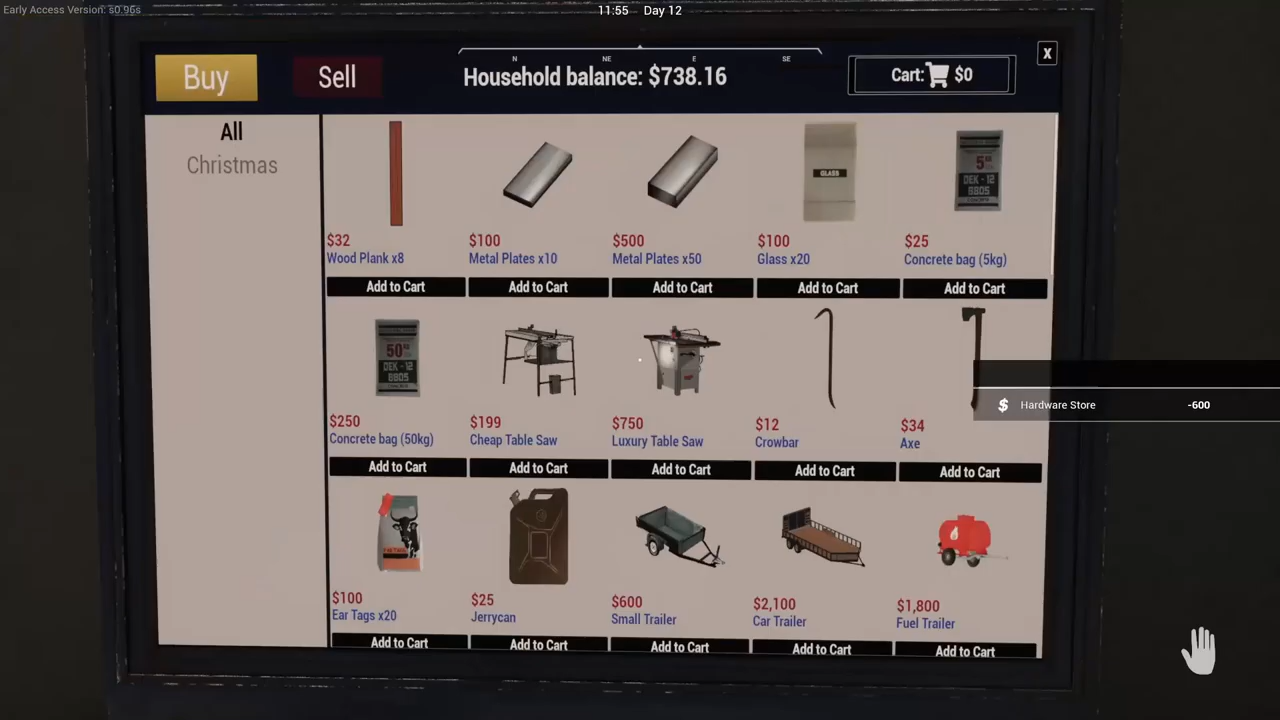 Early Access Version: s0.96s
11:55 Day 12
Buy
Sell
N NE E SE
Household balance: $738.16
Cart: $0
X
All
Christmas
GLASS
5
DEK - 12
BB05
$32
Wood Plank x8
$100
Metal Plates x10
$500
Metal Plates x50
$100
Glass x20
$25
Concrete bag (5kg)
Add to Cart
Add to Cart
Add to Cart
Add to Cart
Add to Cart
50
DEK - 12
BB05
$250
Concrete bag (50kg)
$199
Cheap Table Saw
$750
Luxury Table Saw
$12
Crowbar
$34
Axe
Add to Cart
Add to Cart
Add to Cart
Add to Cart
Add to Cart
$ Hardware Store -600
$100
Ear Tags x20
$25
Jerrycan
$600
Small Trailer
$2,100
Car Trailer
$1,800
Fuel Trailer
Add to Cart
Add to Cart
Add to Cart
Add to Cart
Add to Cart